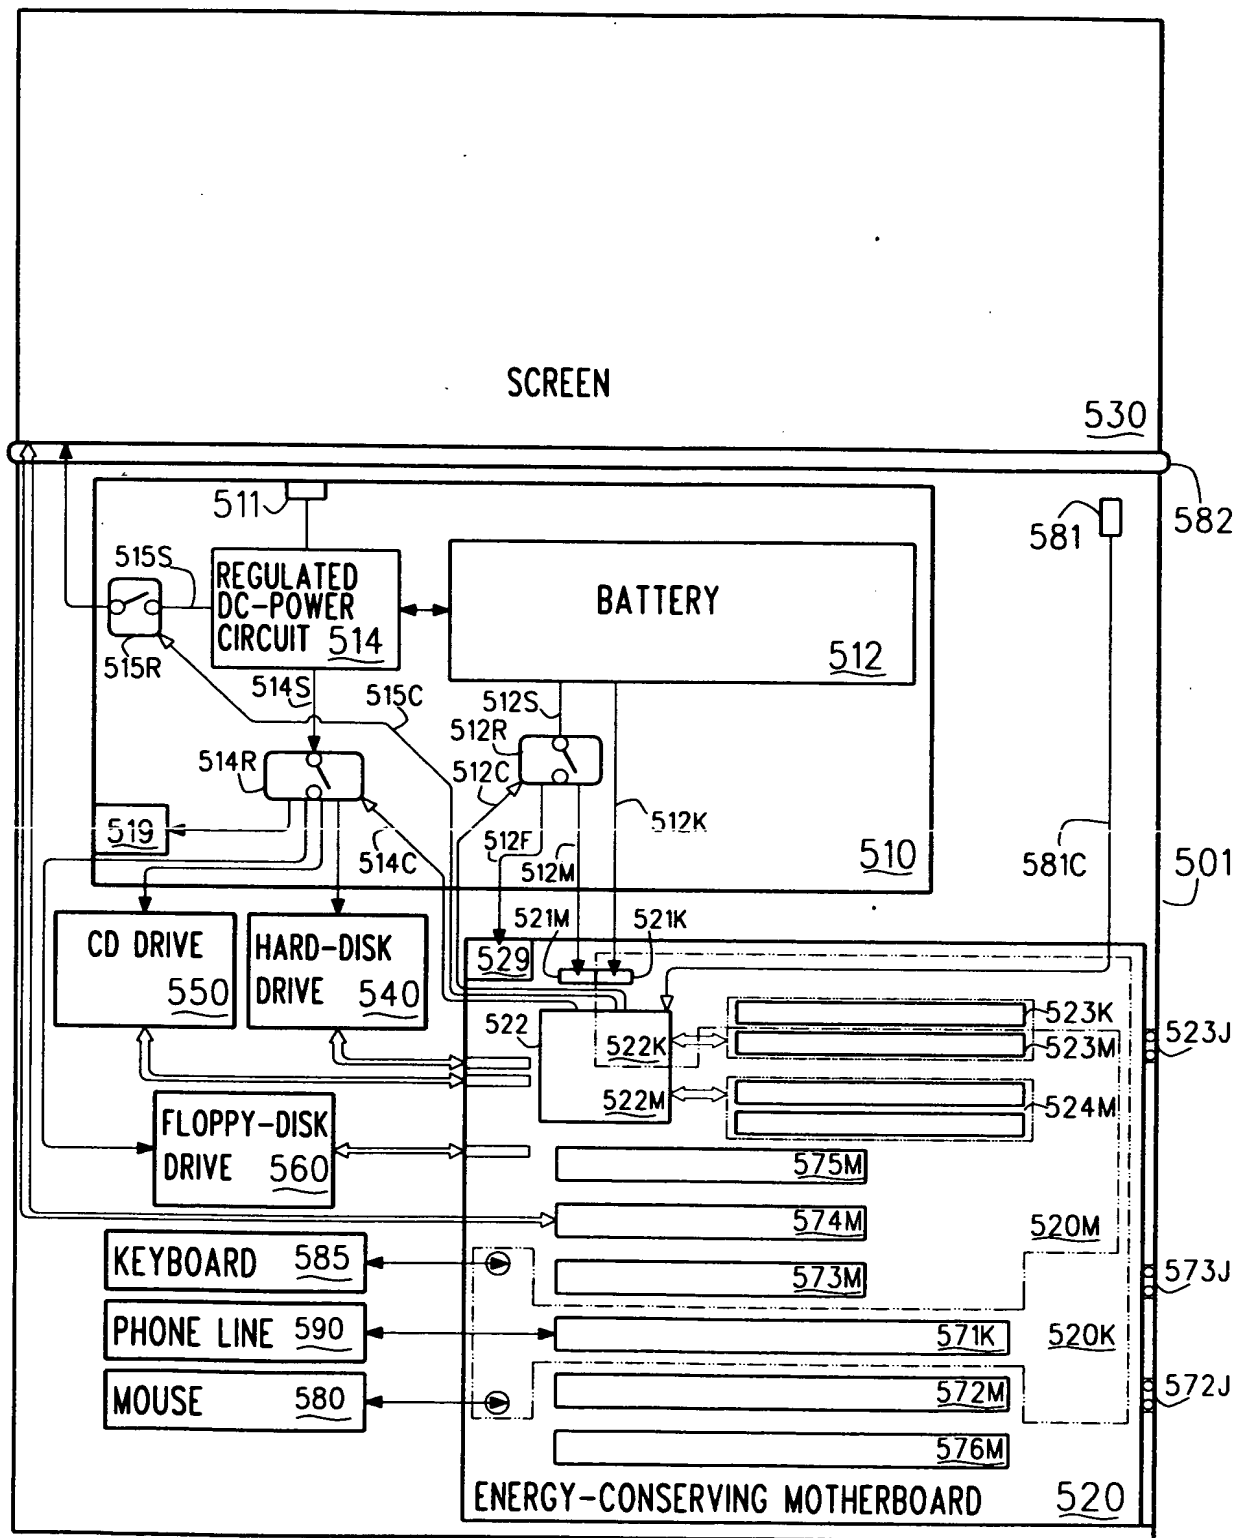 SCREEN
530
582
511
581
515S
REGULATED
DC-POWER
CIRCUIT 514
BATTERY
512
515R
514S
515C
512S
512R
514R
512C
512K
519
514C
512F
512M
510
581C
501
CD DRIVE
550
HARD-DISK
DRIVE 540
521M
521K
529
522
522K
522M
523K
523M
523J
524M
FLOPPY-DISK
DRIVE 560
575M
574M
520M
KEYBOARD 585
573M
573J
PHONE LINE 590
571K
520K
MOUSE 580
572M
572J
576M
ENERGY-CONSERVING MOTHERBOARD 520